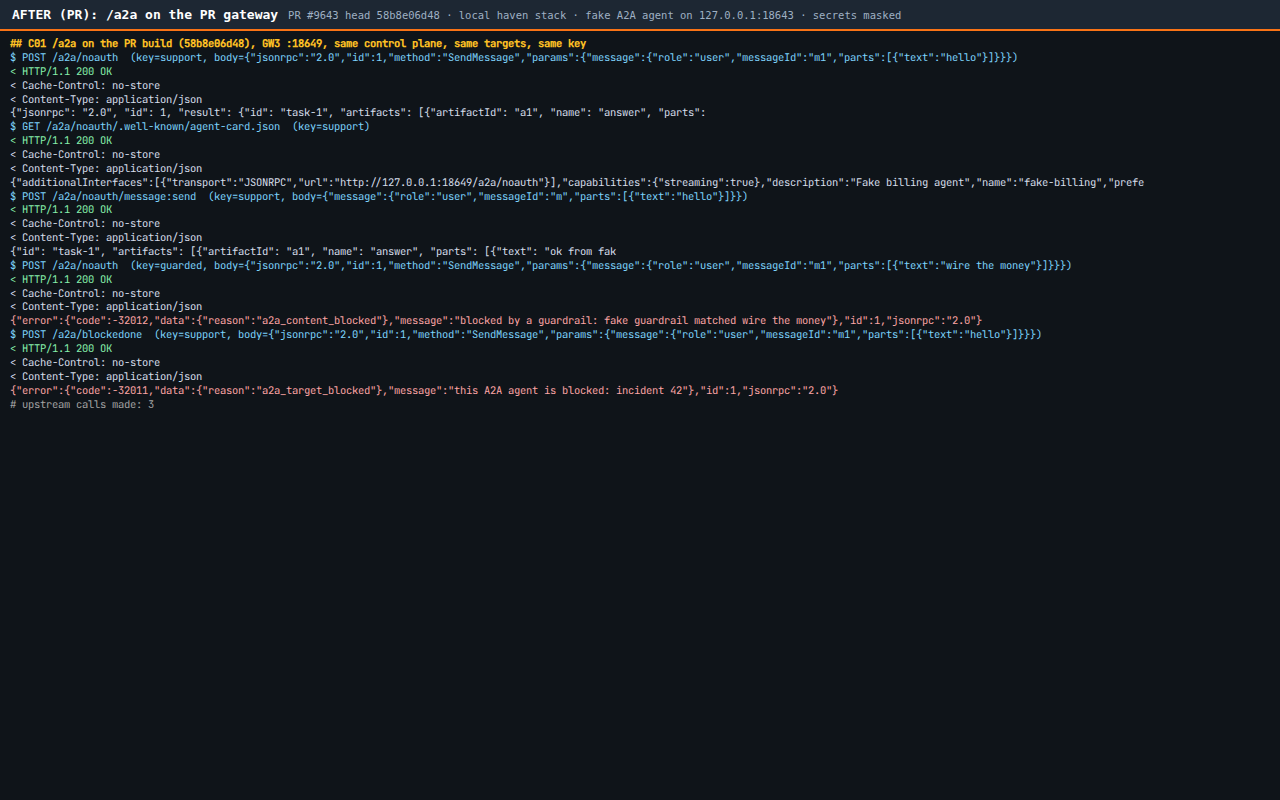 AFTER (PR): /a2a on the PR gateway PR #9643 head 58b8e06d48 · local haven stack · fake A2A agent on 127.0.0.1:18643 · secrets masked
## C01 /a2a on the PR build (58b8e06d48), GW3 :18649, same control plane, same targets, same key
$ POST /a2a/noauth (key=support, body={"jsonrpc":"2.0","id":1,"method":"SendMessage","params":{"message":{"role":"user","messageId":"m1","parts":[{"text":"hello"}]}}})
< HTTP/1.1 200 OK
< Cache-Control: no-store
< Content-Type: application/json
{"jsonrpc": "2.0", "id": 1, "result": {"id": "task-1", "artifacts": [{"artifactId": "a1", "name": "answer", "parts":
$ GET /a2a/noauth/.well-known/agent-card.json (key=support)
< HTTP/1.1 200 OK
< Cache-Control: no-store
< Content-Type: application/json
{"additionalInterfaces":[{"transport":"JSONRPC","url":"http://127.0.0.1:18649/a2a/noauth"}],"capabilities":{"streaming":true},"description":"Fake billing agent","name":"fake-billing","prefe
$ POST /a2a/noauth/message:send (key=support, body={"message":{"role":"user","messageId":"m","parts":[{"text":"hello"}]}})
< HTTP/1.1 200 OK
< Cache-Control: no-store
< Content-Type: application/json
{"id": "task-1", "artifacts": [{"artifactId": "a1", "name": "answer", "parts": [{"text": "ok from fak
$ POST /a2a/noauth (key=guarded, body={"jsonrpc":"2.0","id":1,"method":"SendMessage","params":{"message":{"role":"user","messageId":"m1","parts":[{"text":"wire the money"}]}}})
< HTTP/1.1 200 OK
< Cache-Control: no-store
< Content-Type: application/json
{"error":{"code":-32012,"data":{"reason":"a2a_content_blocked"},"message":"blocked by a guardrail: fake guardrail matched wire the money"},"id":1,"jsonrpc":"2.0"}
$ POST /a2a/blockedone (key=support, body={"jsonrpc":"2.0","id":1,"method":"SendMessage","params":{"message":{"role":"user","messageId":"m1","parts":[{"text":"hello"}]}}})
< HTTP/1.1 200 OK
< Cache-Control: no-store
< Content-Type: application/json
{"error":{"code":-32011,"data":{"reason":"a2a_target_blocked"},"message":"this A2A agent is blocked: incident 42"},"id":1,"jsonrpc":"2.0"}
# upstream calls made: 3